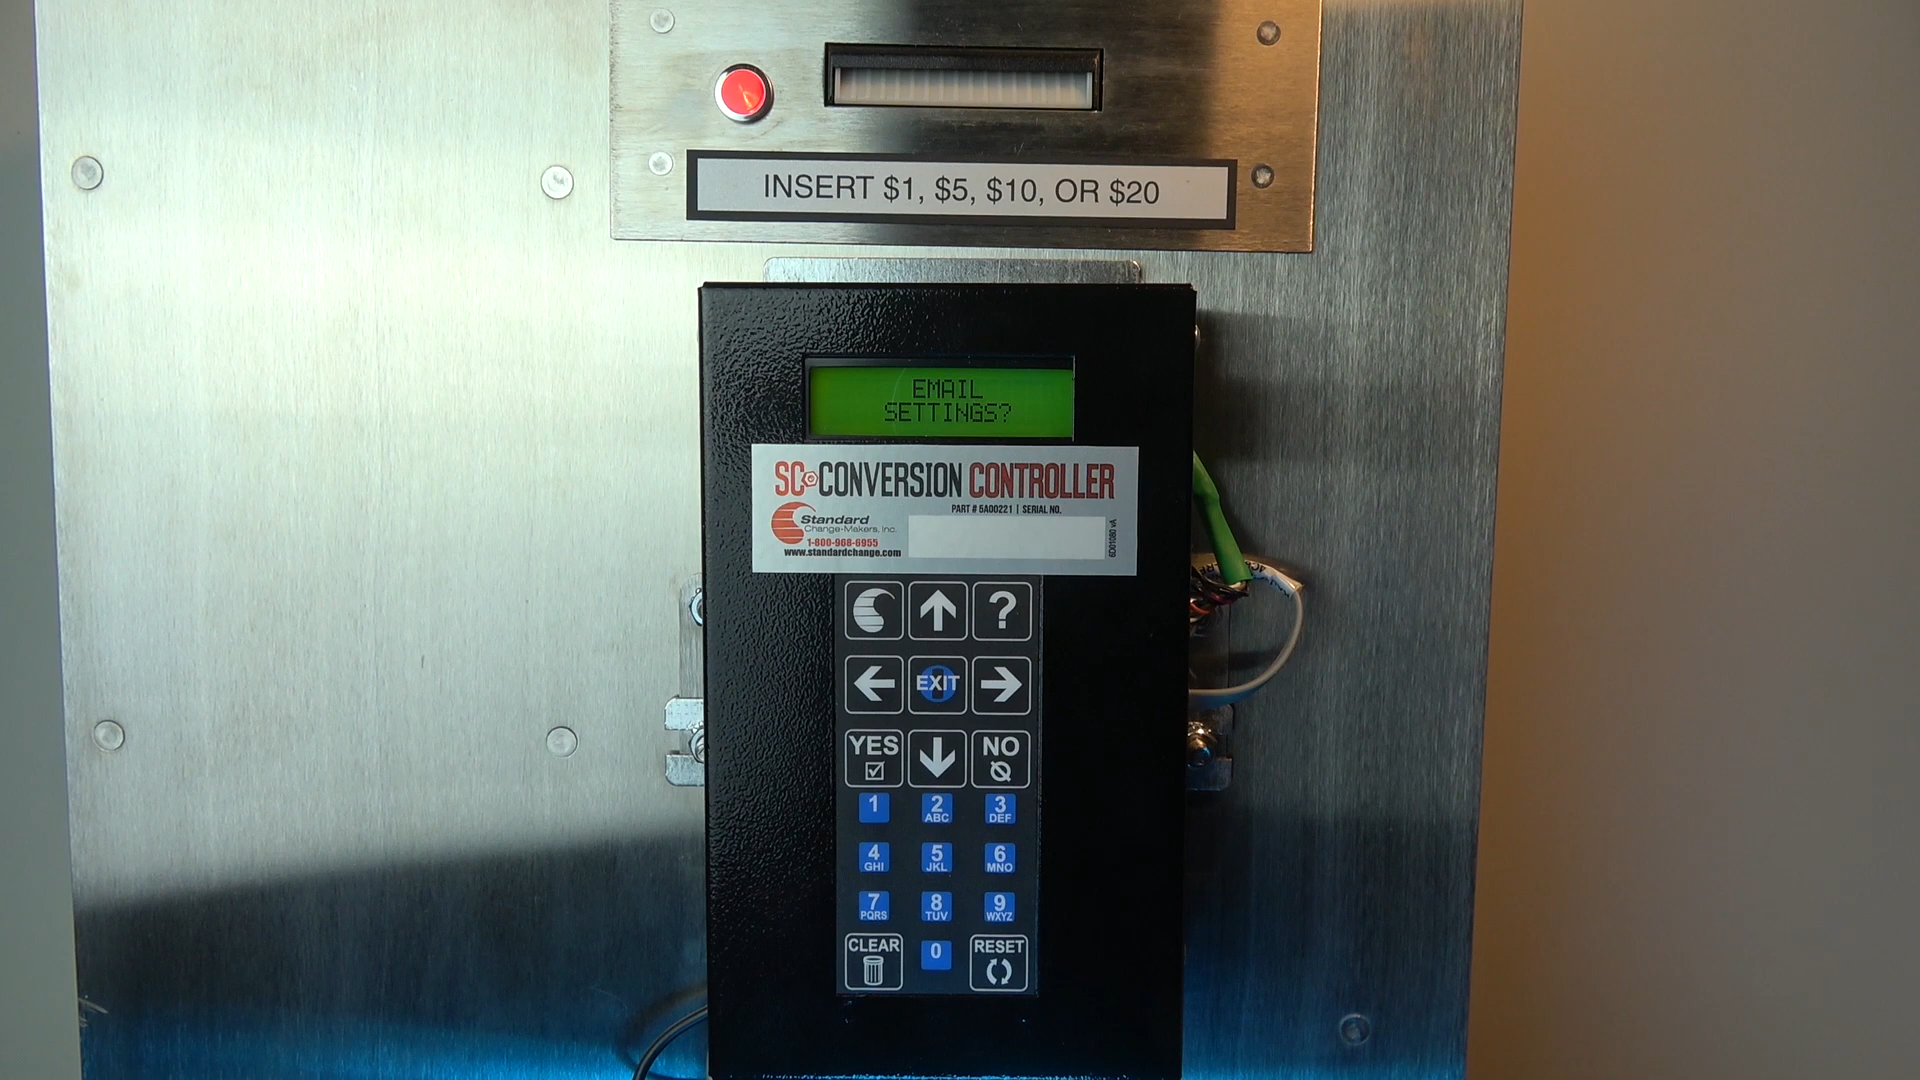 INSERT $1, $5, $10, OR $20
EMAIL
SETTINGS?
SC CONVERSION CONTROLLER
PART # 5A00221 | SERIAL NO.
Standard
Change-Makers, Inc.
1-800-968-6955
www.standardchange.com
6D01080 vA
?
EXIT
YES
NO
1
2
ABC
3
DEF
4
GHI
5
JKL
6
MNO
7
PQRS
8
TUV
9
WXYZ
CLEAR
0
RESET